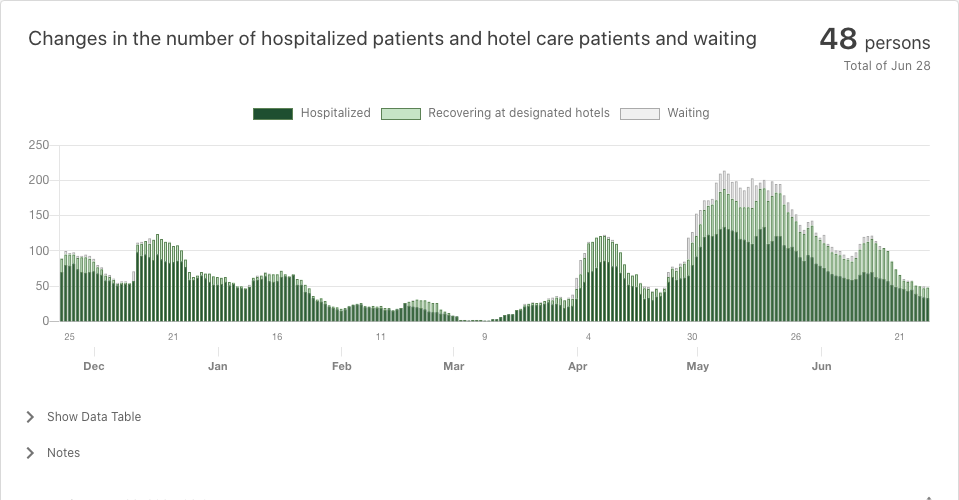 Changes in the number of hospitalized patients and hotel care patients and waiting
48 persons
Total of Jun 28
Hospitalized
Recovering at designated hotels
Waiting
250
200
150
100
50
0
25 21 16 11 9 4 30 26 21
Dec Jan Feb Mar Apr May Jun
Show Data Table
Notes